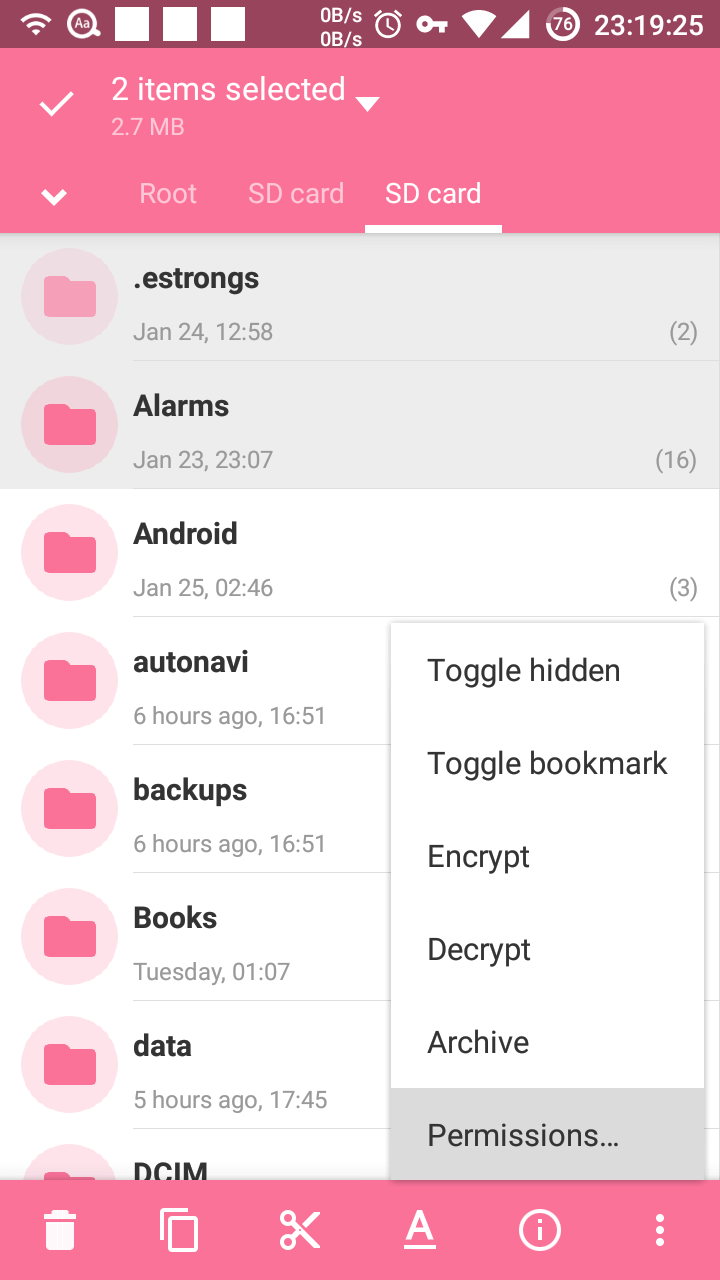 Aa
0B/s
0B/s
76
23:19:25
2 items selected
2.7 MB
Root SD card SD card
.estrongs
Jan 24, 12:58 (2)
Alarms
Jan 23, 23:07 (16)
Android
Jan 25, 02:46 (3)
autonavi
6 hours ago, 16:51
backups
6 hours ago, 16:51
Books
Tuesday, 01:07
data
5 hours ago, 17:45
DCIM
Toggle hidden
Toggle bookmark
Encrypt
Decrypt
Archive
Permissions...
A